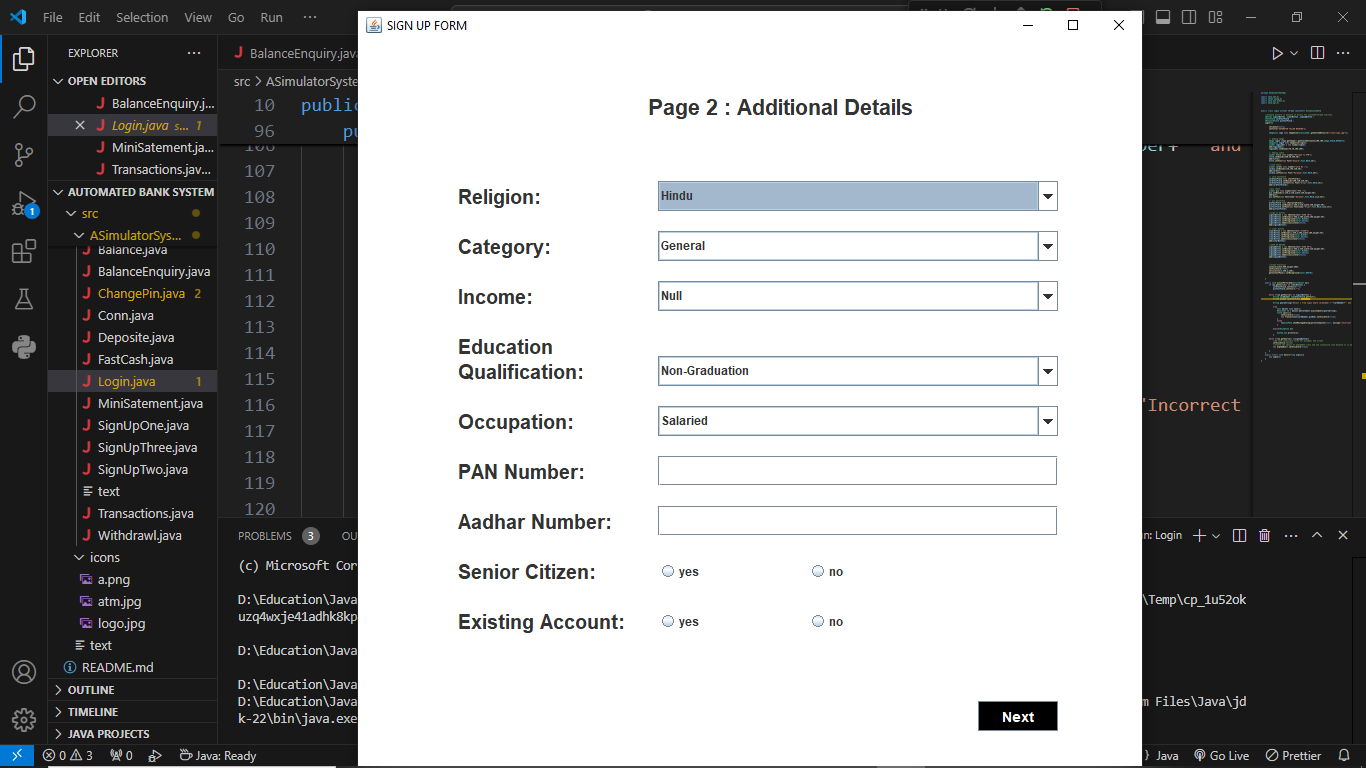 File Edit Selection View Go Run ···
SIGN UP FORM
EXPLORER
OPEN EDITORS
BalanceEnquiry.j...
Login.java s... 1
MiniSatement.ja...
Transactions.jav...
AUTOMATED BANK SYSTEM
src
ASimulatorSys...
Balance.java
BalanceEnquiry.java
ChangePin.java 2
Conn.java
Deposite.java
FastCash.java
Login.java 1
MiniSatement.java
SignUpOne.java
SignUpThree.java
SignUpTwo.java
text
Transactions.java
Withdrawl.java
icons
a.png
atm.jpg
logo.jpg
text
README.md
OUTLINE
TIMELINE
JAVA PROJECTS
BalanceEnquiry.java
src > ASimulatorSyste
10 public
96 pu
106
107
108
109
110
111
112
113
114
115
116
117
118
119
120
and
"Incorrect
Page 2 : Additional Details
Religion: Hindu
Category: General
Income: Null
Education
Qualification: Non-Graduation
Occupation: Salaried
PAN Number:
Aadhar Number:
Senior Citizen: yes no
Existing Account: yes no
Next
PROBLEMS 3 OU
n: Login
(c) Microsoft Cor
D:\Education\Java
\Temp\cp_1u52ok
uzq4wxje41adhk8kp
D:\Education\Java
D:\Education\Java
D:\Education\Java
m Files\Java\jd
k-22\bin\java.exe
1
0 3 0 Java: Ready
Java Go Live Prettier